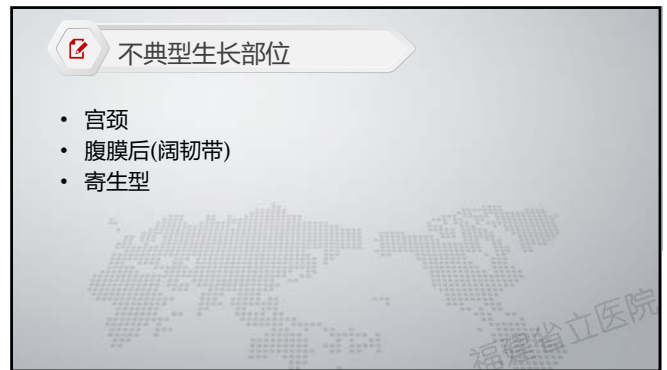 不典型生长部位
• 宫颈
• 腹膜后(阔韧带)
• 寄生型
福建省立医院